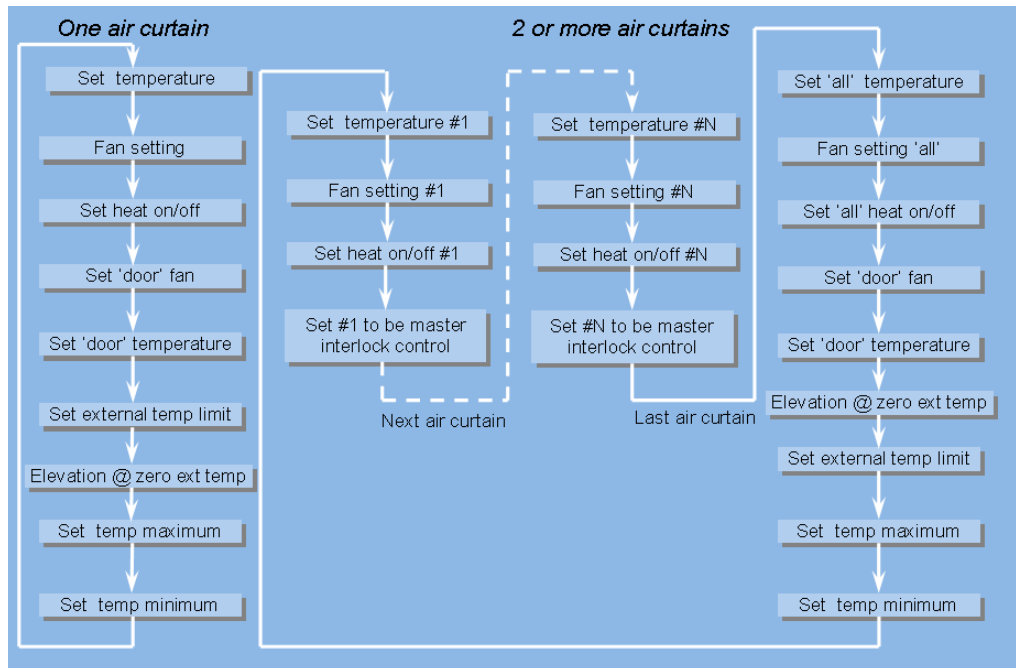 One air curtain
Set temperature
Fan setting
Set heat on/off
Set 'door' fan
Set 'door' temperature
Set external temp limit
Elevation @ zero ext temp
Set temp maximum
Set temp minimum
2 or more air curtains
Set temperature #1
Fan setting #1
Set heat on/off #1
Set #1 to be master
interlock control
Next air curtain
Set temperature #N
Fan setting #N
Set heat on/off #N
Set #N to be master
interlock control
Last air curtain
Set 'all' temperature
Fan setting 'all'
Set 'all' heat on/off
Set 'door' fan
Set 'door' temperature
Elevation @ zero ext temp
Set external temp limit
Set temp maximum
Set temp minimum